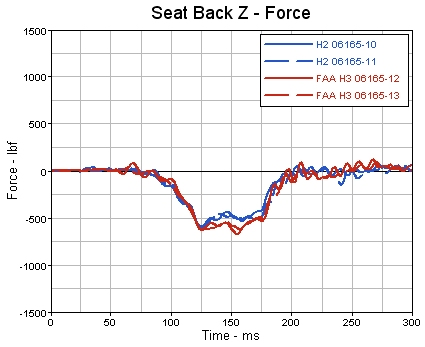 Seat Back Z - Force
1500
1000
500
0
-500
-1000
-1500
Force - lbf
H2 06165-10
H2 06165-11
FAA H3 06165-12
FAA H3 06165-13
0 50 100 150 200 250 300
Time - ms